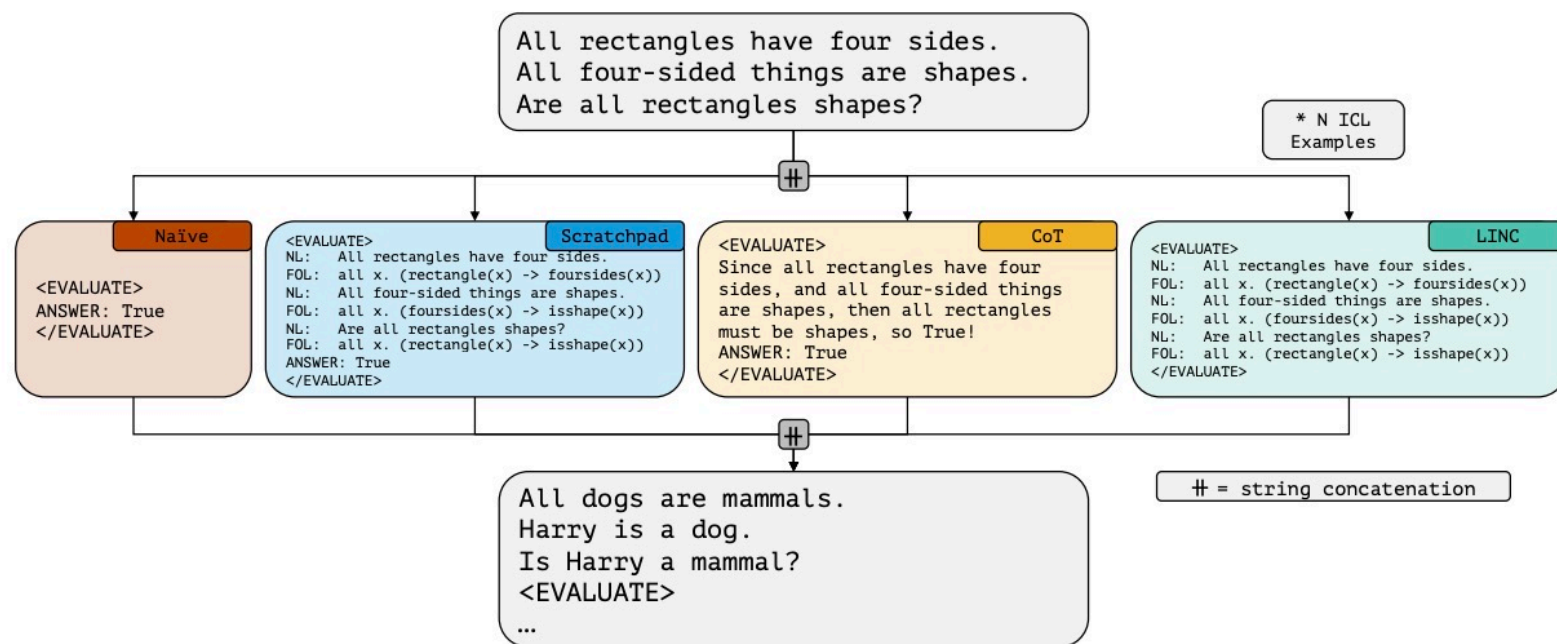 All rectangles have four sides.
All four-sided things are shapes.
Are all rectangles shapes?
* N ICL
Examples
⧺
Naïve
<EVALUATE>
ANSWER: True
</EVALUATE>
Scratchpad
<EVALUATE>
NL: All rectangles have four sides.
FOL: all x. (rectangle(x) -> foursides(x))
NL: All four-sided things are shapes.
FOL: all x. (foursides(x) -> isshape(x))
NL: Are all rectangles shapes?
FOL: all x. (rectangle(x) -> isshape(x))
ANSWER: True
</EVALUATE>
CoT
<EVALUATE>
Since all rectangles have four
sides, and all four-sided things
are shapes, then all rectangles
must be shapes, so True!
ANSWER: True
</EVALUATE>
LINC
<EVALUATE>
NL: All rectangles have four sides.
FOL: all x. (rectangle(x) -> foursides(x))
NL: All four-sided things are shapes.
FOL: all x. (foursides(x) -> isshape(x))
NL: Are all rectangles shapes?
FOL: all x. (rectangle(x) -> isshape(x))
</EVALUATE>
⧺
All dogs are mammals.
Harry is a dog.
Is Harry a mammal?
<EVALUATE>
...
⧺ = string concatenation